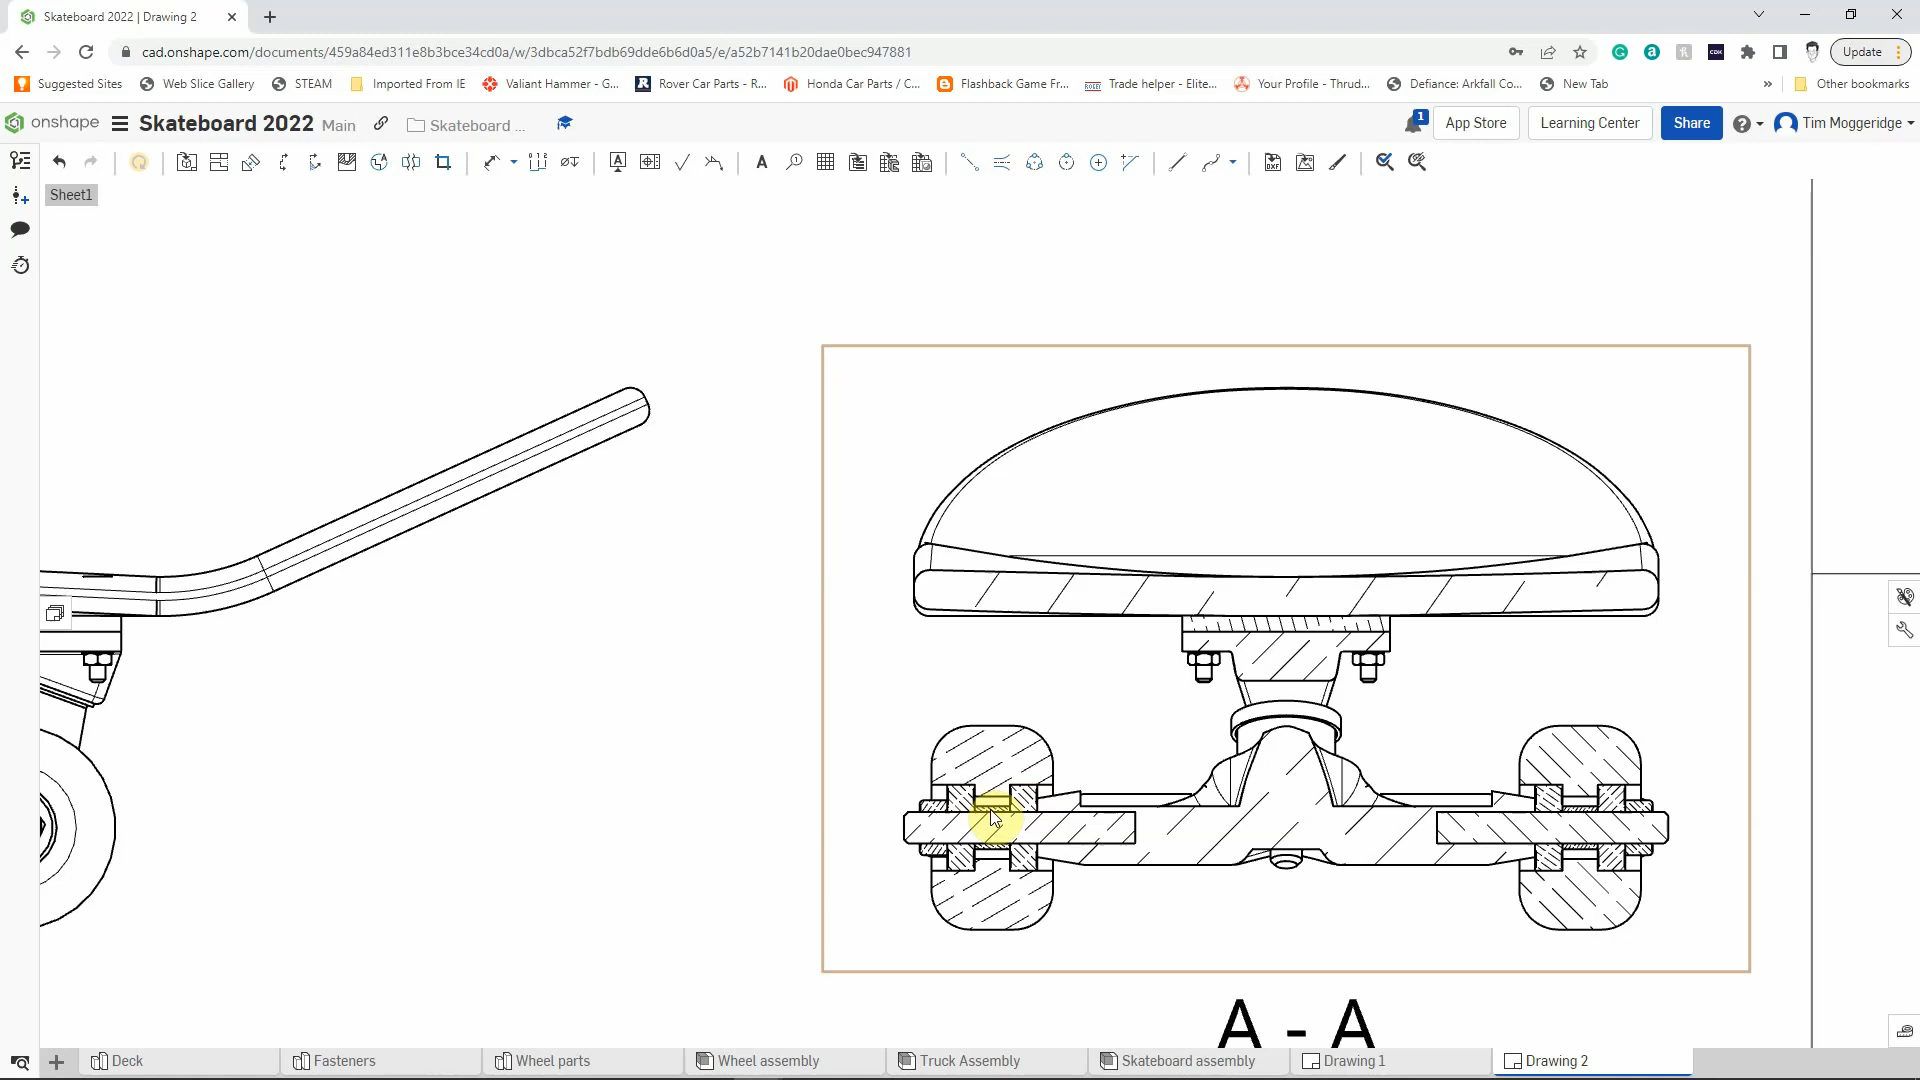 Skateboard 2022 | Drawing 2
cad.onshape.com/documents/459a84ed311e8b3bce34cd0a/w/3dbca52f7bdb69dde6b6d0a5/e/a52b7141b20dae0bec947881
Update
Suggested Sites
Web Slice Gallery
STEAM
Imported From IE
Valiant Hammer - G...
Rover Car Parts - R...
Honda Car Parts / C...
Flashback Game Fr...
Trade helper - Elite...
Your Profile - Thrud...
Defiance: Arkfall Co...
New Tab
»
Other bookmarks
onshape
Skateboard 2022 Main
Skateboard ...
1
App Store
Learning Center
Share
Tim Moggeridge
Sheet1
A - A
Deck
Fasteners
Wheel parts
Wheel assembly
Truck Assembly
Skateboard assembly
Drawing 1
Drawing 2